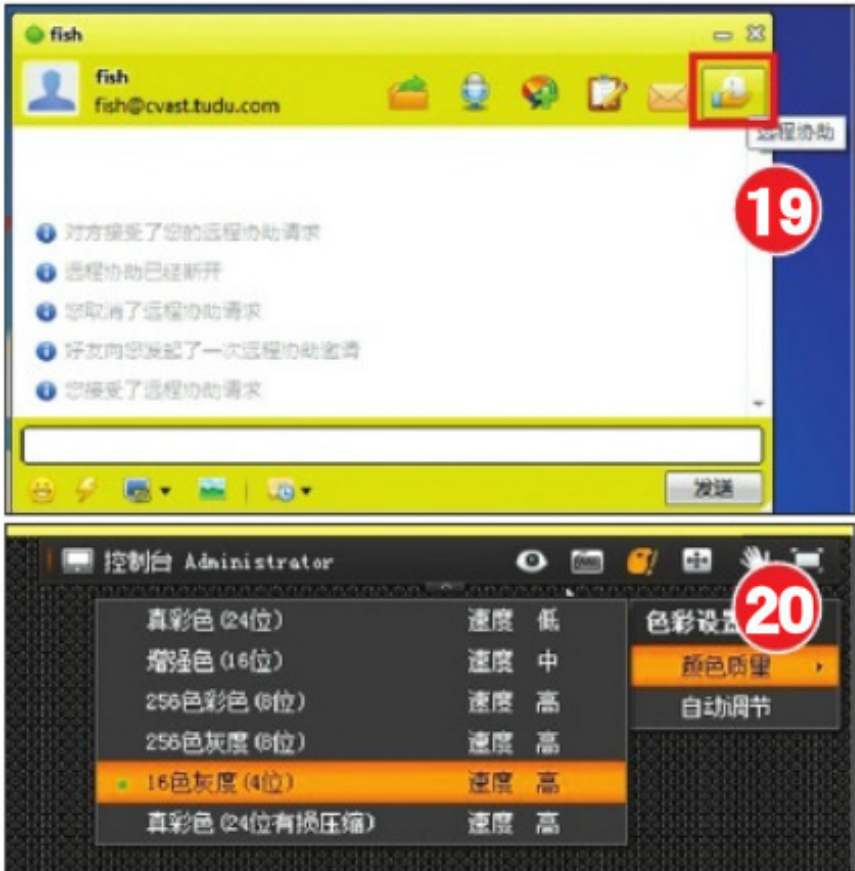 fish
fish
fish@cvast.tudu.com
远程协助
19
对方接受了您的远程协助请求
远程协助已经断开
您取消了远程协助请求
好友向您发起了一次远程协助邀请
您接受了远程协助请求
发送
控制台 Administrator
20
真彩色(24位) 速度 低 色彩设置
增强色(16位) 速度 中 颜色质量
256色彩色(8位) 速度 高 自动调节
256色灰度(8位) 速度 高
16色灰度(4位) 速度 高
真彩色(24位有损压缩) 速度 高